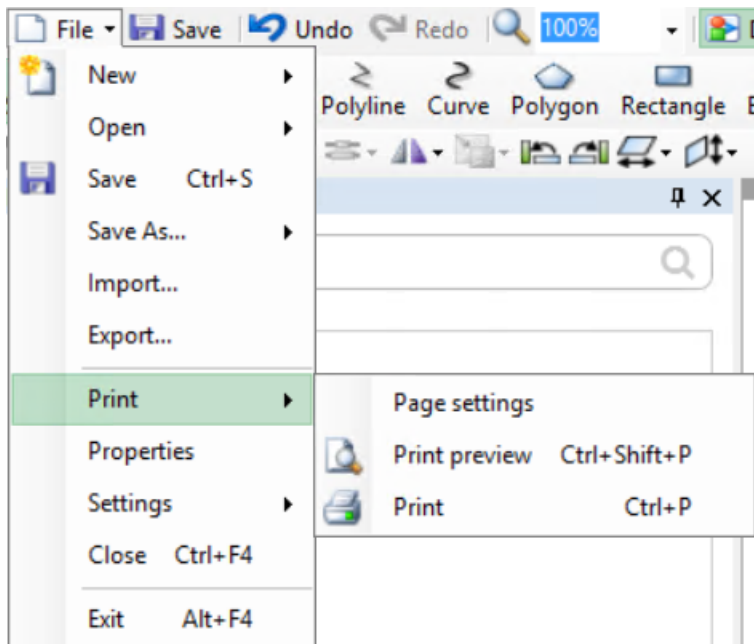 File Save Undo Redo 100%
New
Polyline Curve Polygon Rectangle
Open
Save Ctrl+S
Save As...
Import...
Export...
Print
Page settings
Properties
Print preview Ctrl+Shift+P
Settings
Print Ctrl+P
Close Ctrl+F4
Exit Alt+F4